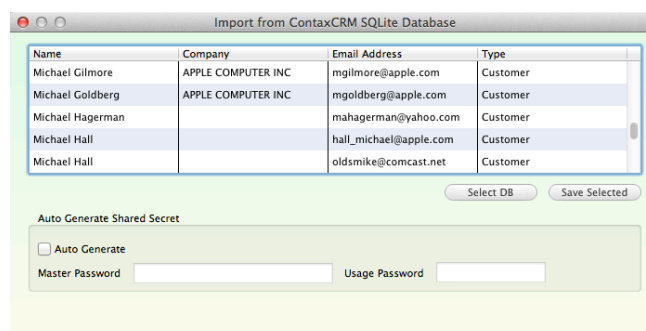 Import from ContaxCRM SQLite Database
Name Company Email Address Type
Michael Gilmore APPLE COMPUTER INC mgilmore@apple.com Customer
Michael Goldberg APPLE COMPUTER INC mgoldberg@apple.com Customer
Michael Hagerman mahagerman@yahoo.com Customer
Michael Hall hall_michael@apple.com Customer
Michael Hall oldsmike@comcast.net Customer
Select DB Save Selected
Auto Generate Shared Secret
Auto Generate
Master Password Usage Password